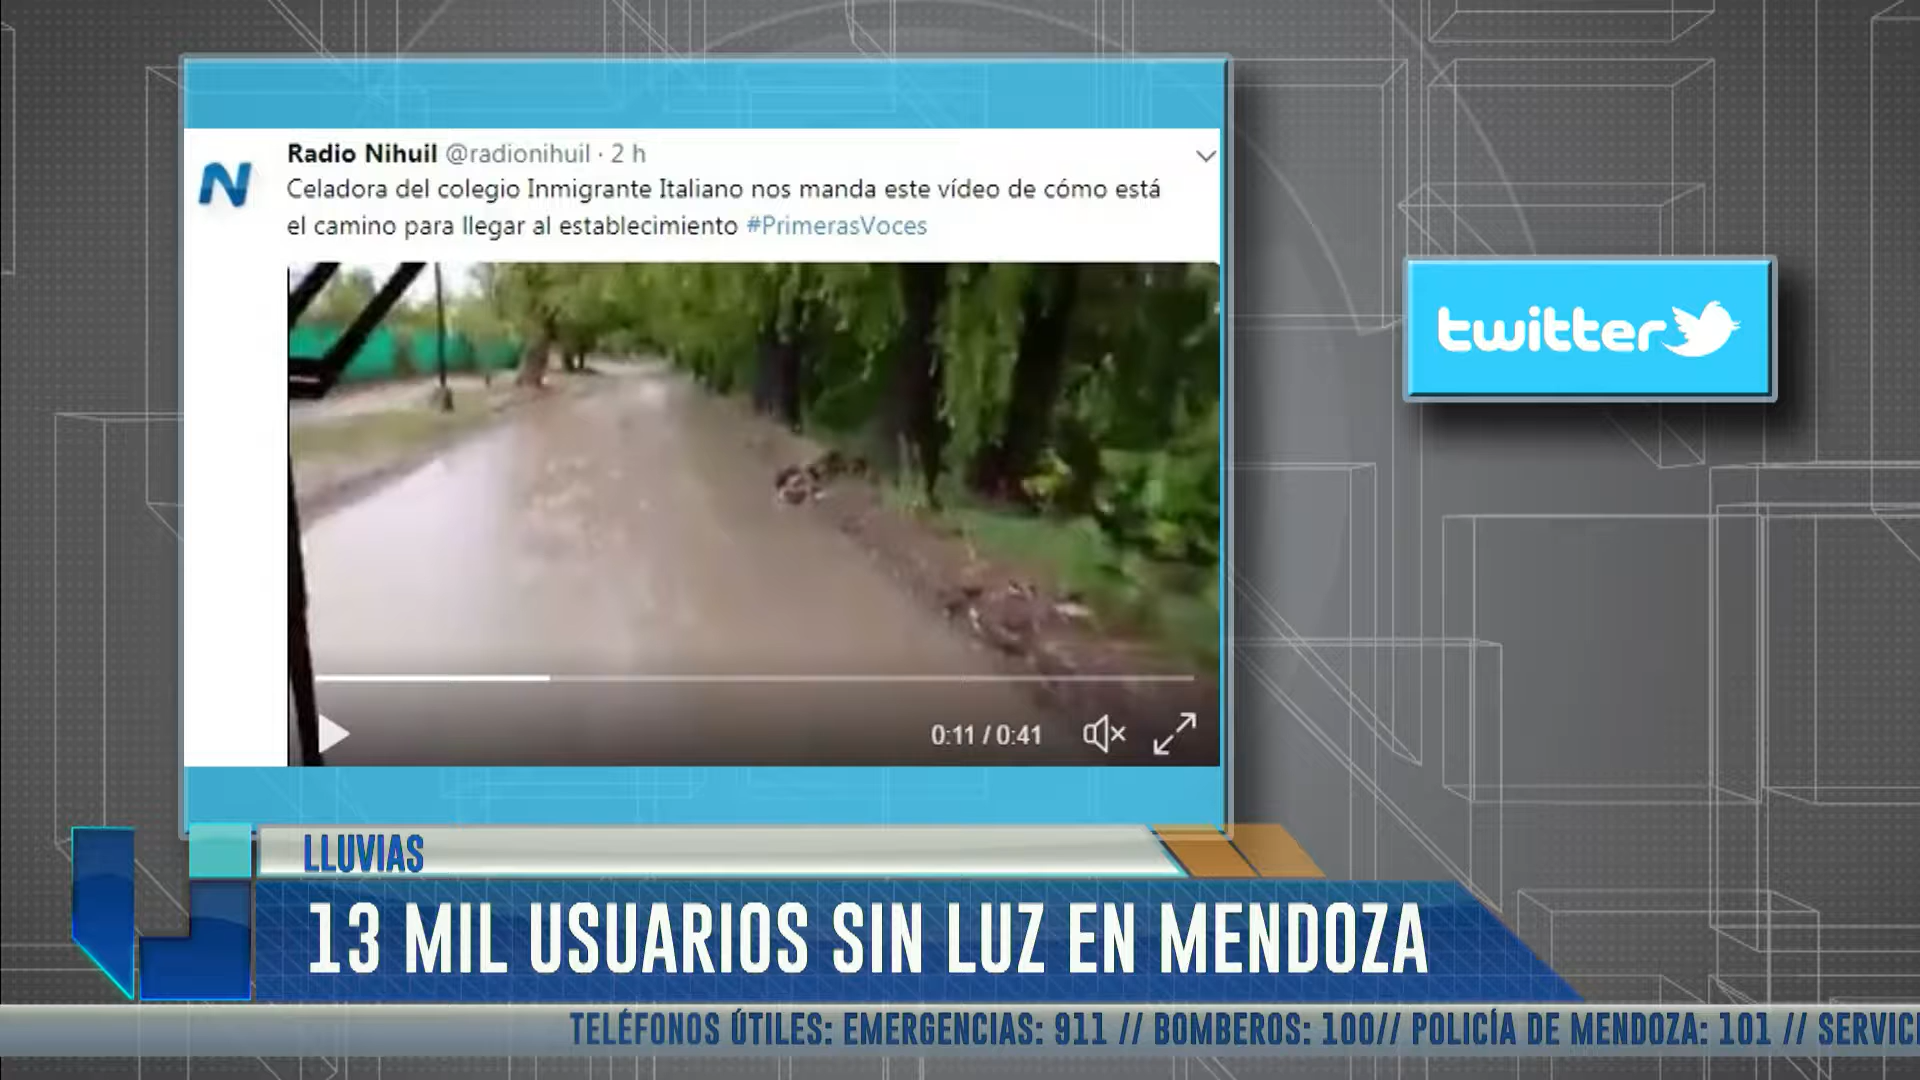 Radio Nihuil @radionihuil · 2 h
Celadora del colegio Inmigrante Italiano nos manda este vídeo de cómo está
el camino para llegar al establecimiento #PrimerasVoces
twitter
0:11 / 0:41
LLUVIAS
13 MIL USUARIOS SIN LUZ EN MENDOZA
TELÉFONOS ÚTILES: EMERGENCIAS: 911 // BOMBEROS: 100// POLICÍA DE MENDOZA: 101 // SERVIC